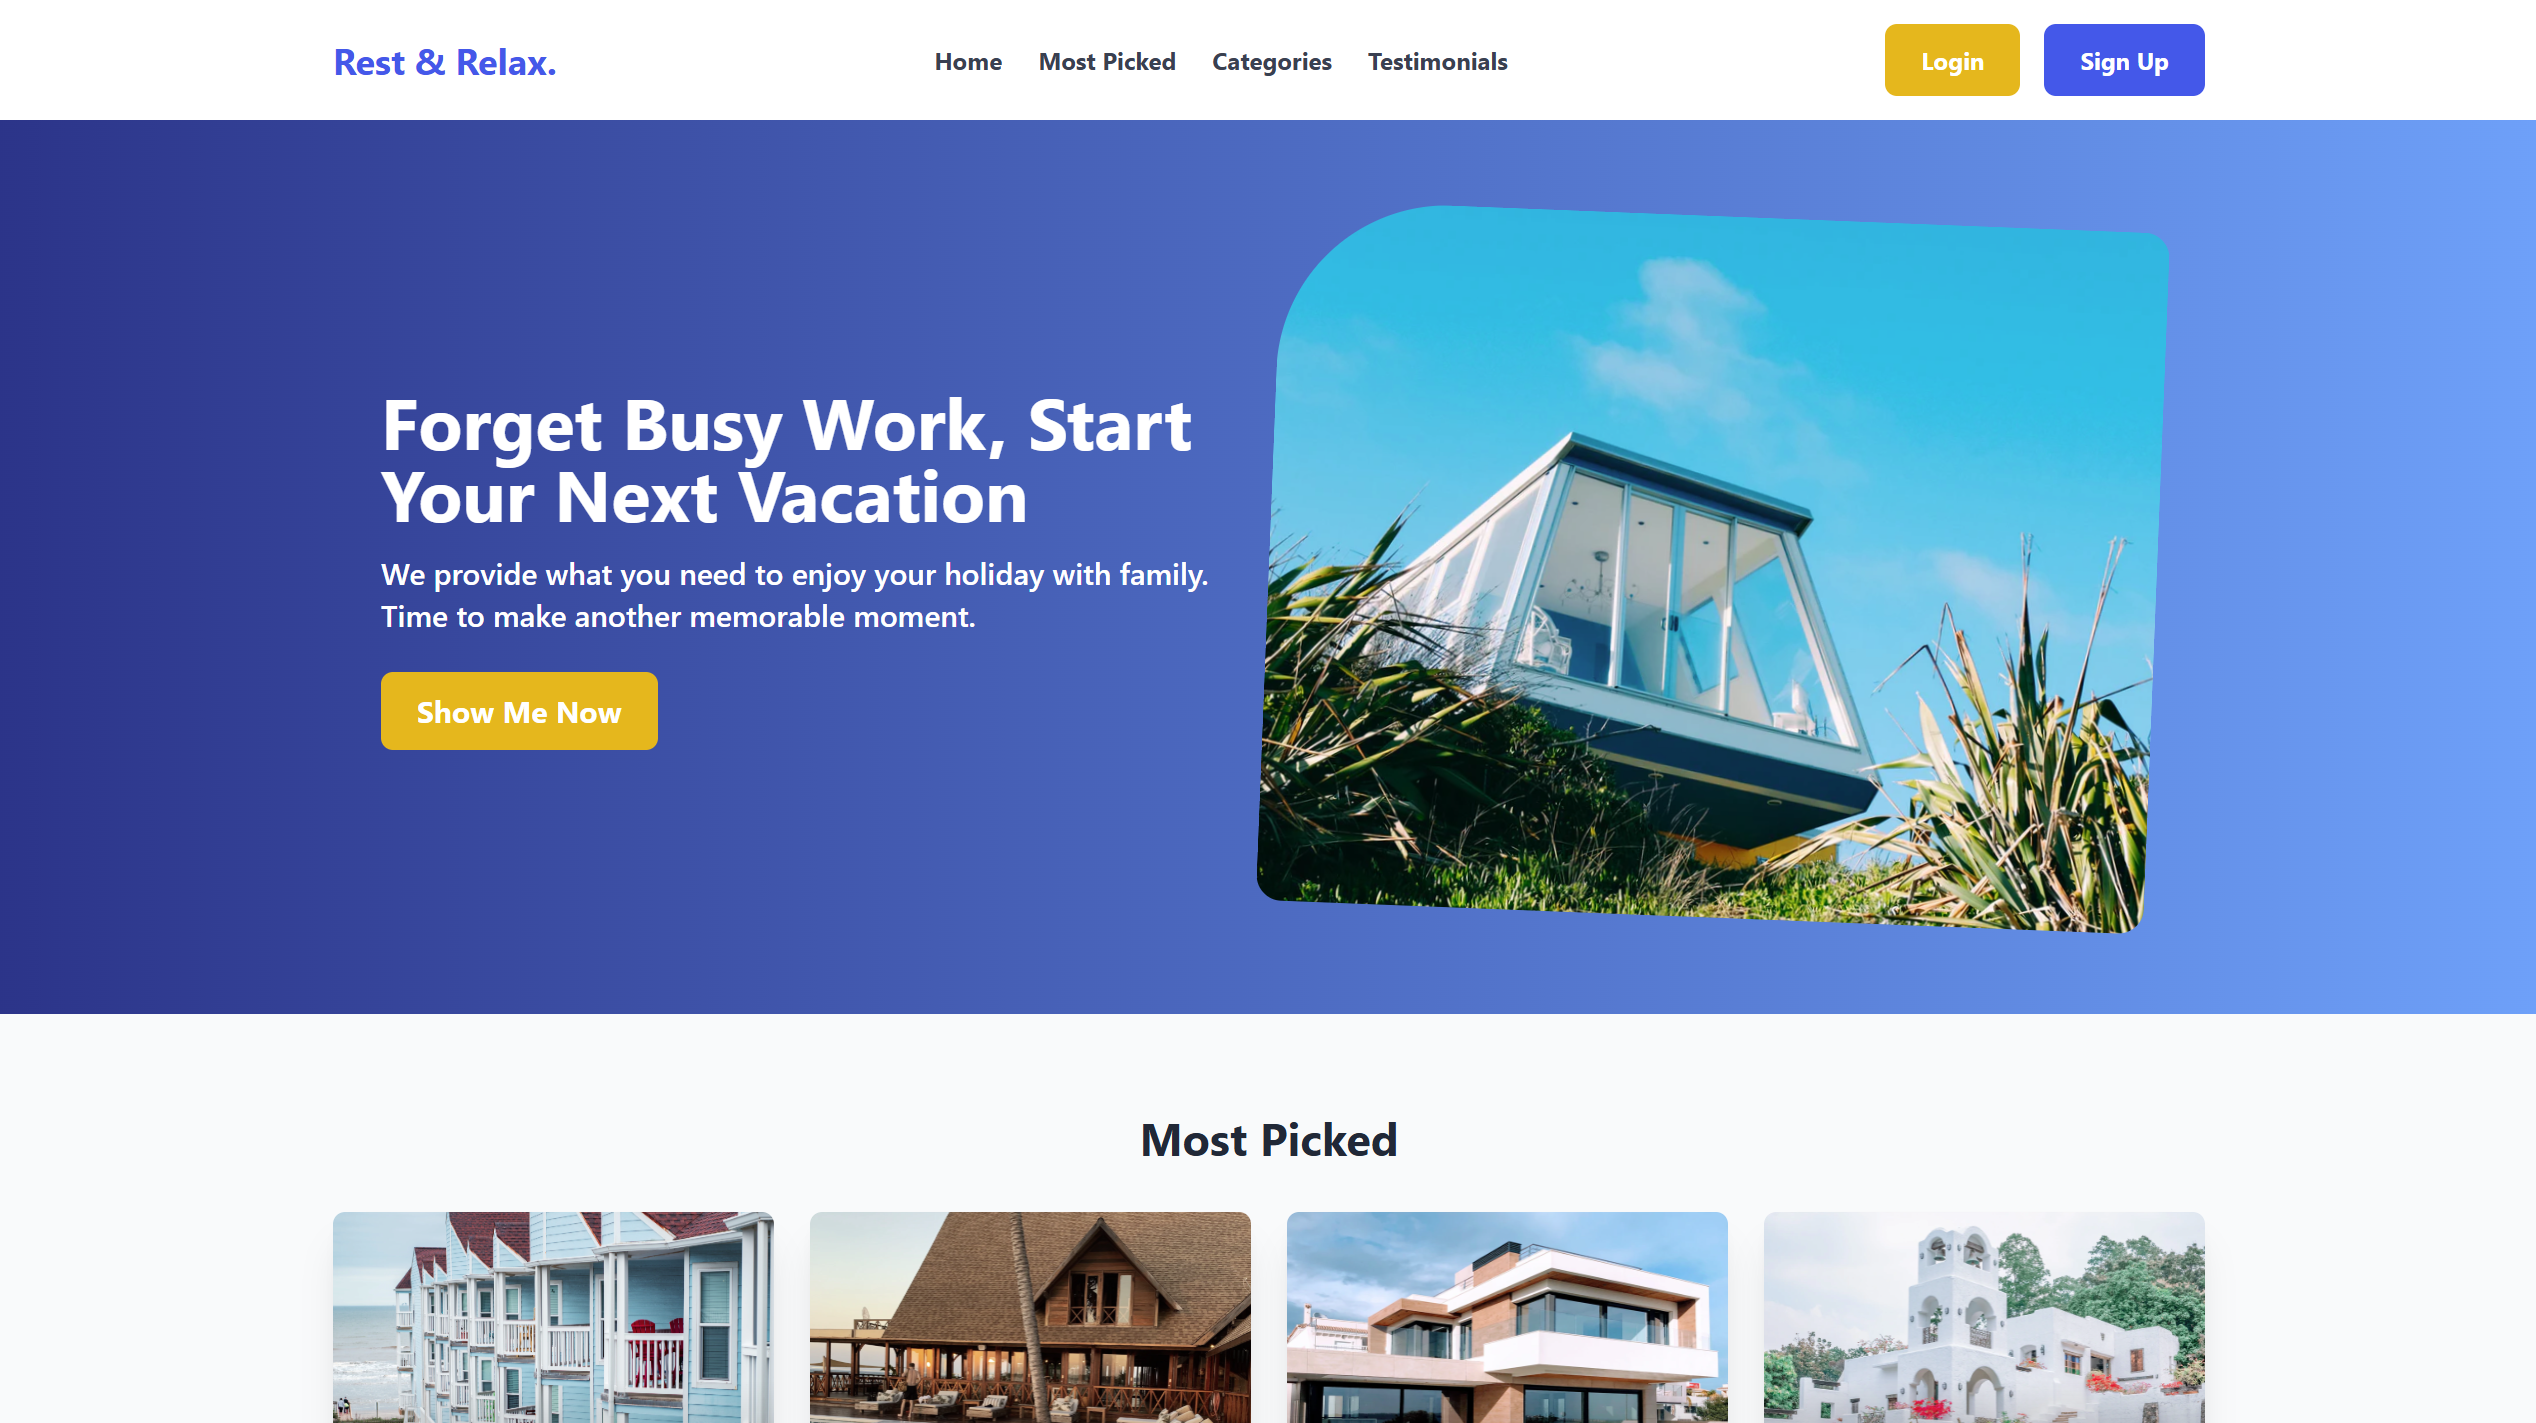 Rest & Relax.
Home
Most Picked
Categories
Testimonials
Login
Sign Up
Forget Busy Work, Start
Your Next Vacation
We provide what you need to enjoy your holiday with family.
Time to make another memorable moment.
Show Me Now
Most Picked